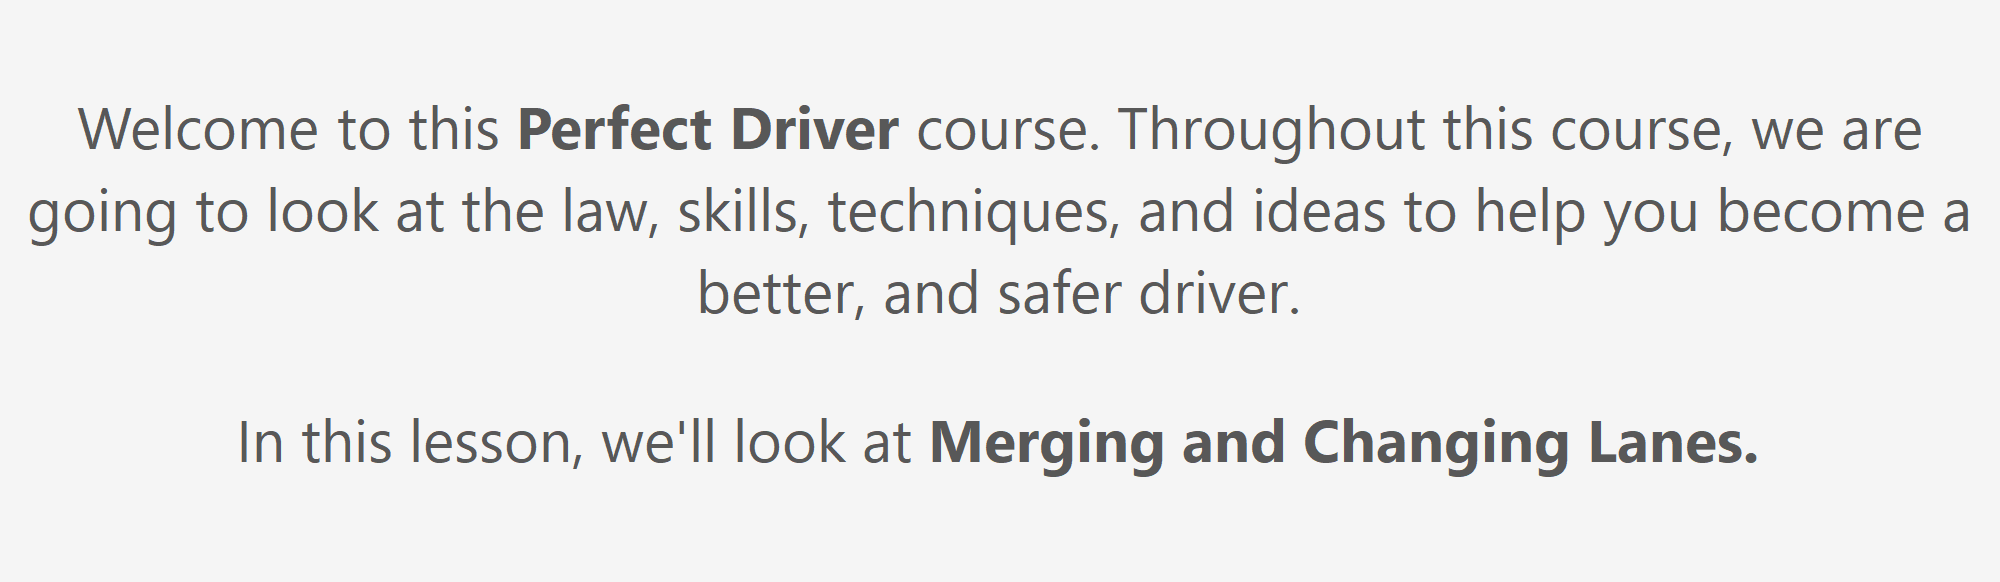 Welcome to this Perfect Driver course. Throughout this course, we are
going to look at the law, skills, techniques, and ideas to help you become a
better, and safer driver.
In this lesson, we'll look at Merging and Changing Lanes.